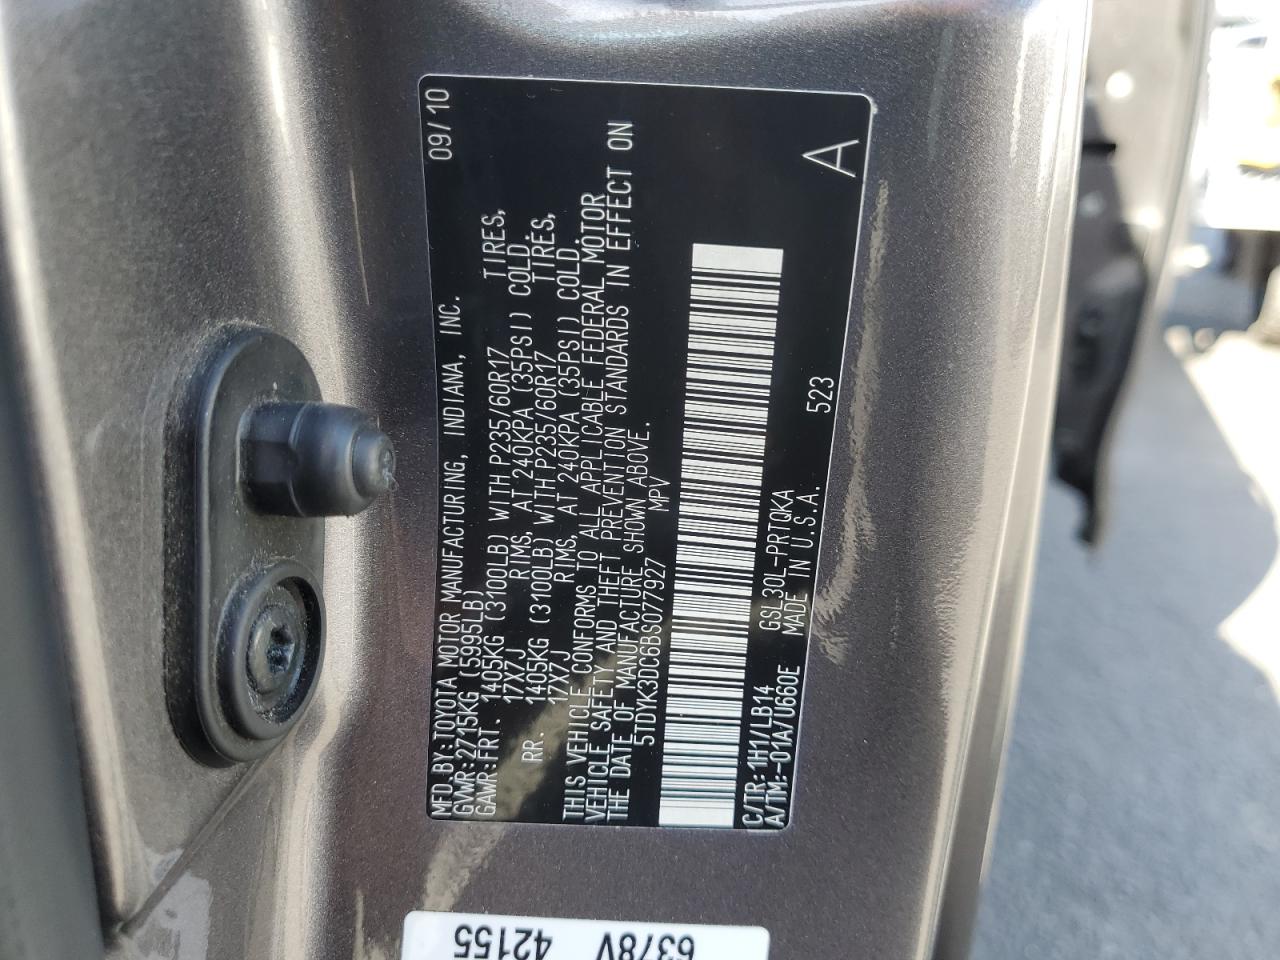 MFD.BY:TOYOTA MOTOR MANUFACTURING, INDIANA, INC. 09/10
GVWR:2715KG (5995LB)
GAWR:FRT. 1405KG (3100LB) WITH P235/60R17 TIRES,
17X7J RIMS, AT 240KPA (35PSI) COLD.
RR. 1405KG (3100LB) WITH P235/60R17 TIRES,
17X7J RIMS, AT 240KPA (35PSI) COLD.
THIS VEHICLE CONFORMS TO ALL APPLICABLE FEDERAL MOTOR
VEHICLE SAFETY AND THEFT PREVENTION STANDARDS IN EFFECT ON
THE DATE OF MANUFACTURE SHOWN ABOVE.
5TDYK3DC6BS077927 MPV
C/TR:1H1/LB14 GSL30L-PRTQKA
A/TM:-01A/U660E MADE IN U.S.A. 523
A
6378V
42155